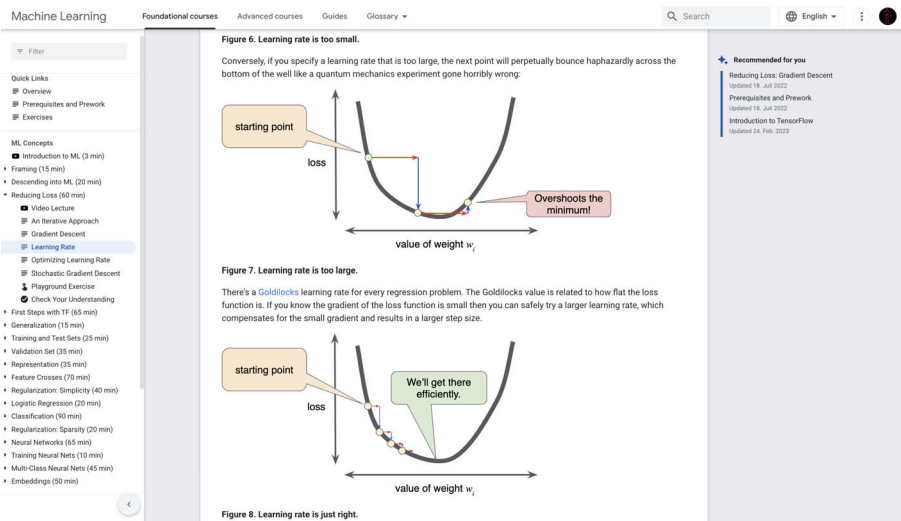 Machine Learning
Foundational courses
Advanced courses
Guides
Glossary
Search
English
Filter
Quick Links
Overview
Prerequisites and Prework
Exercises
ML Concepts
Introduction to ML (3 min)
Framing (15 min)
Descending into ML (20 min)
Reducing Loss (60 min)
Video Lecture
An Iterative Approach
Gradient Descent
Learning Rate
Optimizing Learning Rate
Stochastic Gradient Descent
Playground Exercise
Check Your Understanding
First Steps with TF (65 min)
Generalization (15 min)
Training and Test Sets (25 min)
Validation Set (35 min)
Representation (35 min)
Feature Crosses (70 min)
Regularization: Simplicity (40 min)
Logistic Regression (20 min)
Classification (90 min)
Regularization: Sparsity (20 min)
Neural Networks (65 min)
Training Neural Nets (10 min)
Multi-Class Neural Nets (45 min)
Embeddings (50 min)
Figure 6. Learning rate is too small.
Conversely, if you specify a learning rate that is too large, the next point will perpetually bounce haphazardly across the
bottom of the well like a quantum mechanics experiment gone horribly wrong:
starting point
loss
Overshoots the
minimum!
value of weight wi
Figure 7. Learning rate is too large.
There's a Goldilocks learning rate for every regression problem. The Goldilocks value is related to how flat the loss
function is. If you know the gradient of the loss function is small then you can safely try a larger learning rate, which
compensates for the small gradient and results in a larger step size.
starting point
We'll get there
efficiently.
loss
value of weight wi
Figure 8. Learning rate is just right.
Recommended for you
Reducing Loss: Gradient Descent
Updated 18. Juli 2022
Prerequisites and Prework
Updated 18. Juli 2022
Introduction to TensorFlow
Updated 24. Feb. 2023